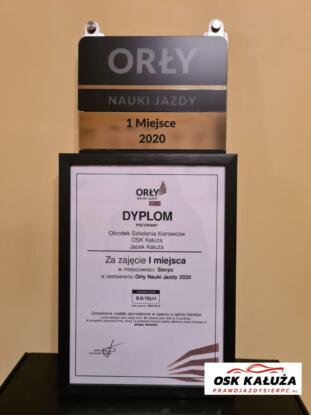 ORŁY
NAUKI JAZDY
1 Miejsce
2020
ORŁY
NAUKI JAZDY
DYPLOM
PRZYZNANY
Ośrodek Szkolenia Kierowców
OSK Kałuża
Jacek Kałuża
Za zajęcie I miejsca
w miejscowości: Sierpc
w zestawieniu Orły Nauki Jazdy 2020
OSK KAŁUŻA
PRAWOJAZDYSIERPC.PL